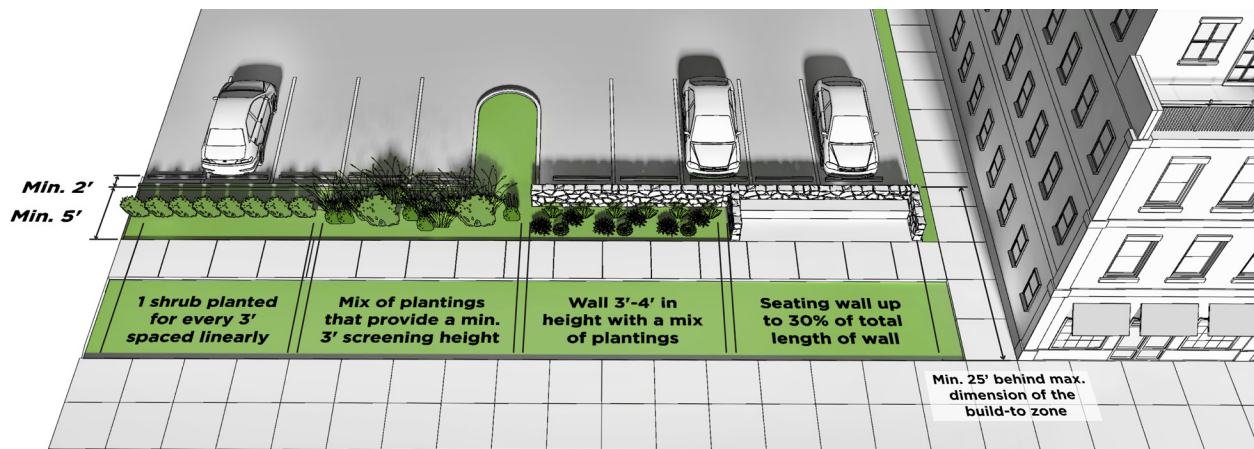 Min. 2'
Min. 5'
1 shrub planted
for every 3'
spaced linearly
Mix of plantings
that provide a min.
3' screening height
Wall 3'-4' in
height with a mix
of plantings
Seating wall up
to 30% of total
length of wall
Min. 25' behind max.
dimension of the
build-to zone